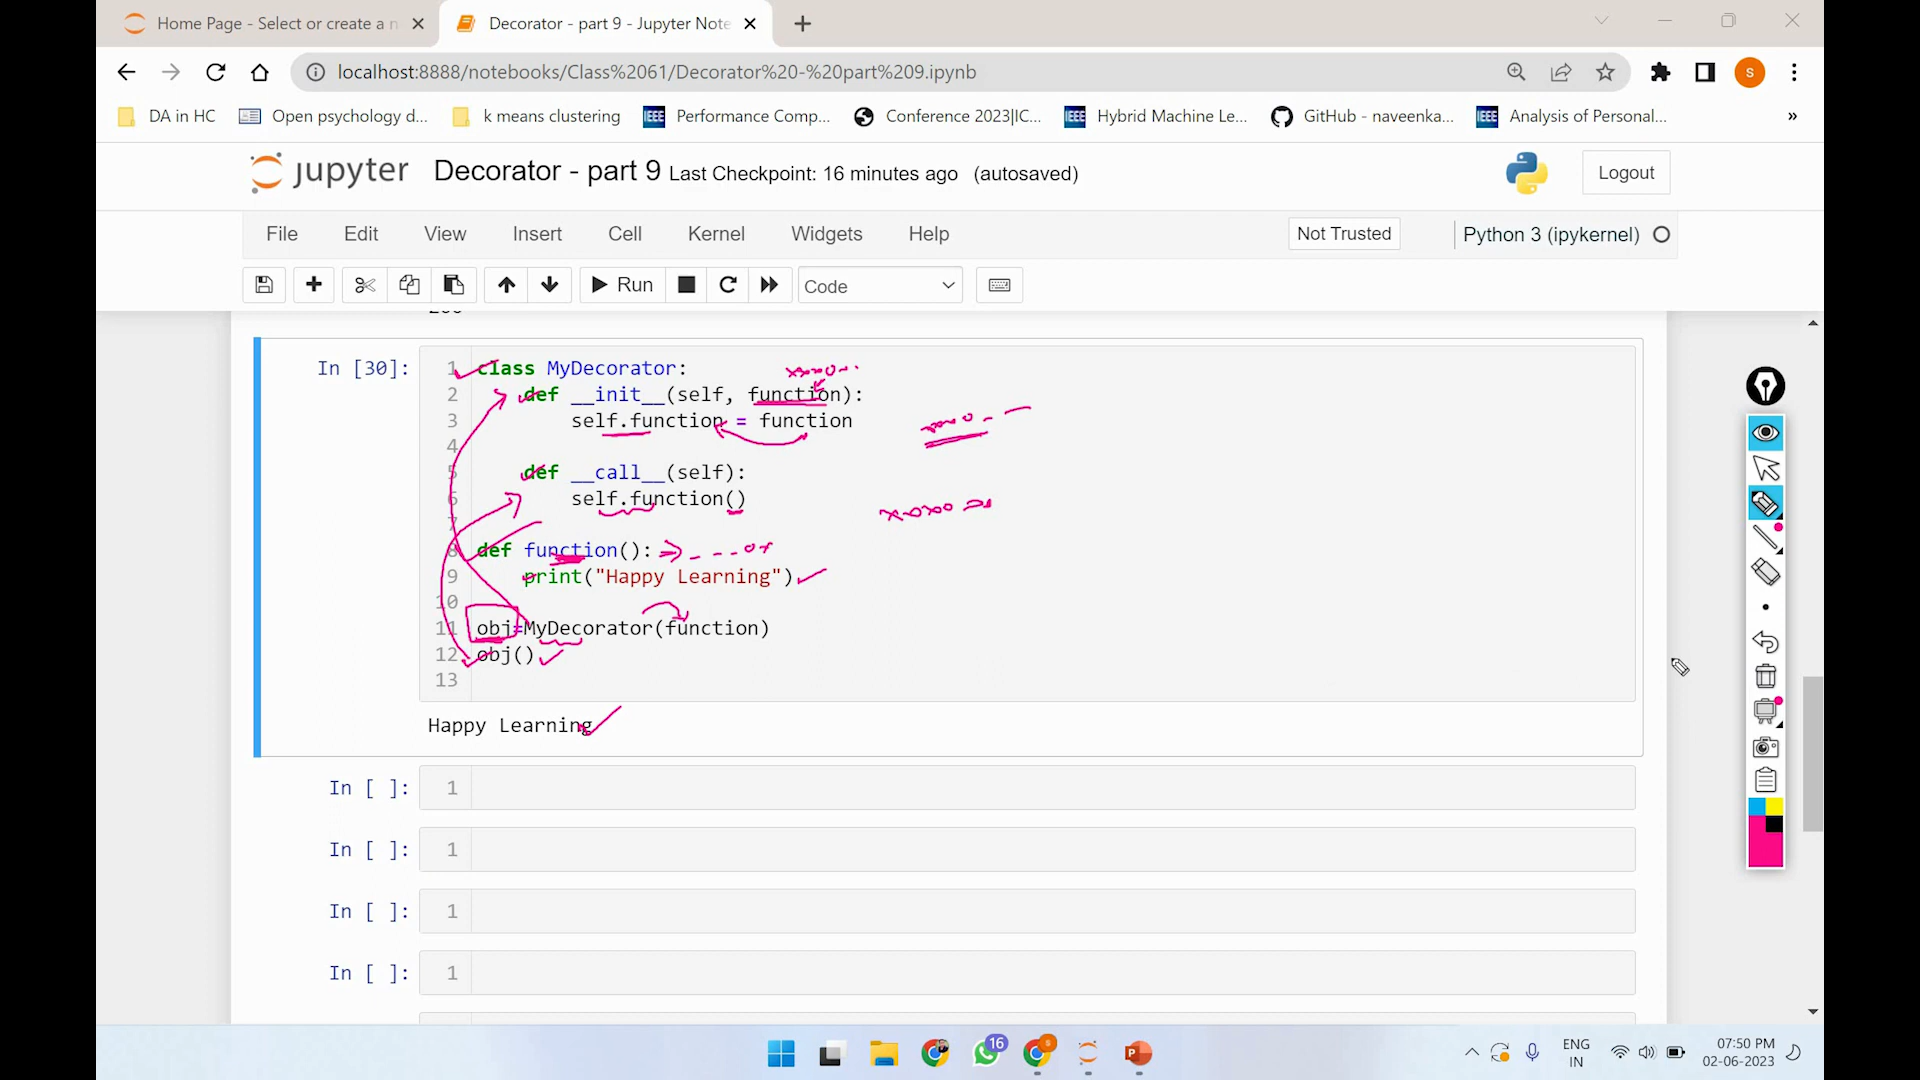 Home Page - Select or create a n
Decorator - part 9 - Jupyter Note
localhost:8888/notebooks/Class%2061/Decorator%20-%20part%209.ipynb
S
DA in HC
Open psychology d...
k means clustering
IEEE Performance Comp...
Conference 2023|IC...
IEEE Hybrid Machine Le...
GitHub - naveenka...
IEEE Analysis of Personal...
»
jupyter Decorator - part 9 Last Checkpoint: 16 minutes ago (autosaved)
Logout
File Edit View Insert Cell Kernel Widgets Help
Not Trusted
Python 3 (ipykernel)
Run
Code
In [30]:
1 class MyDecorator:
2 def __init__(self, function):
3 self.function = function
4
5 def __call__(self):
6 self.function()
7
8 def function():
9 print("Happy Learning")
10
11 obj=MyDecorator(function)
12 obj()
13
Happy Learning
In [ ]: 1
In [ ]: 1
In [ ]: 1
In [ ]: 1
16
S
P
ENG
IN
07:50 PM
02-06-2023